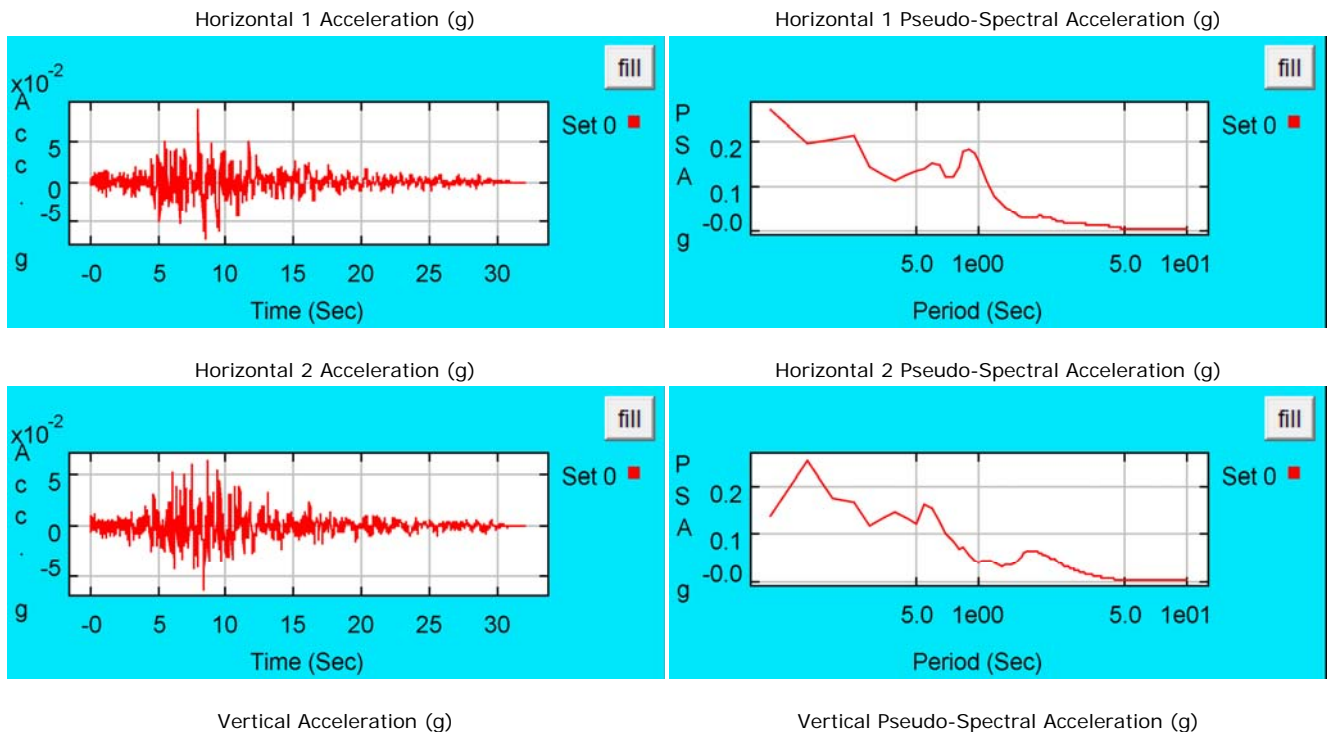 Horizontal 1 Acceleration (g)
fill
x10-2
A
c
c
.
g
5
0
-5
Set 0
-0 5 10 15 20 25 30
Time (Sec)
Horizontal 1 Pseudo-Spectral Acceleration (g)
fill
P
S
A
g
0.2
0.1
-0.0
Set 0
5.0 1e00 5.0 1e01
Period (Sec)
Horizontal 2 Acceleration (g)
fill
x10-2
A
c
c
.
g
5
0
-5
Set 0
-0 5 10 15 20 25 30
Time (Sec)
Horizontal 2 Pseudo-Spectral Acceleration (g)
fill
P
S
A
g
0.2
0.1
-0.0
Set 0
5.0 1e00 5.0 1e01
Period (Sec)
Vertical Acceleration (g)
Vertical Pseudo-Spectral Acceleration (g)